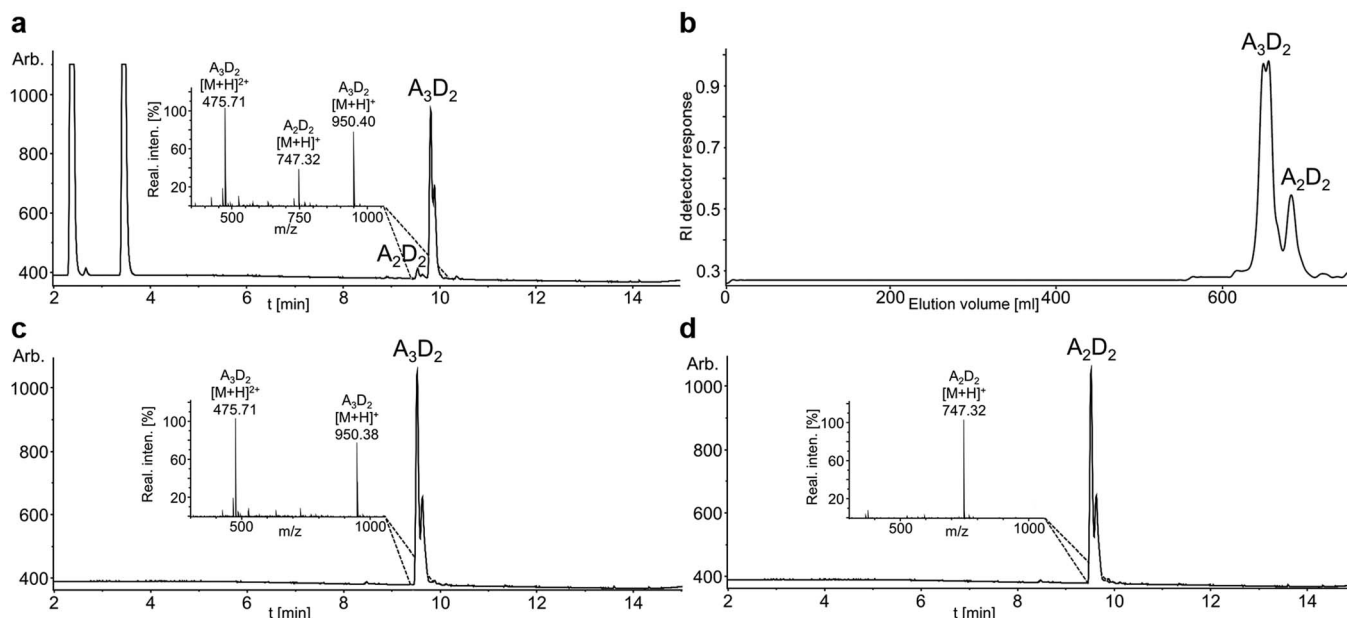 a
Arb.
1000
800
600
400
2 4 6 8 10 12 14
t [min]
A₃D₂
A₂D₂
Real. inten. [%]
100
60
20
A₃D₂
[M+H]²⁺
475.71
A₂D₂
[M+H]⁺
747.32
A₃D₂
[M+H]⁺
950.40
500 750 1000
m/z
b
RI detector response
0.9
0.7
0.5
0.3
0 200 400 600
Elution volume [ml]
A₃D₂
A₂D₂
c
Arb.
1000
800
600
400
2 4 6 8 10 12 14
t [min]
A₃D₂
Real. inten. [%]
100
60
20
A₃D₂
[M+H]²⁺
475.71
A₃D₂
[M+H]⁺
950.38
500 1000
m/z
d
Arb.
1000
800
600
400
2 4 6 8 10 12 14
t [min]
A₂D₂
Real. inten. [%]
100
60
20
A₂D₂
[M+H]⁺
747.32
500 1000
m/z